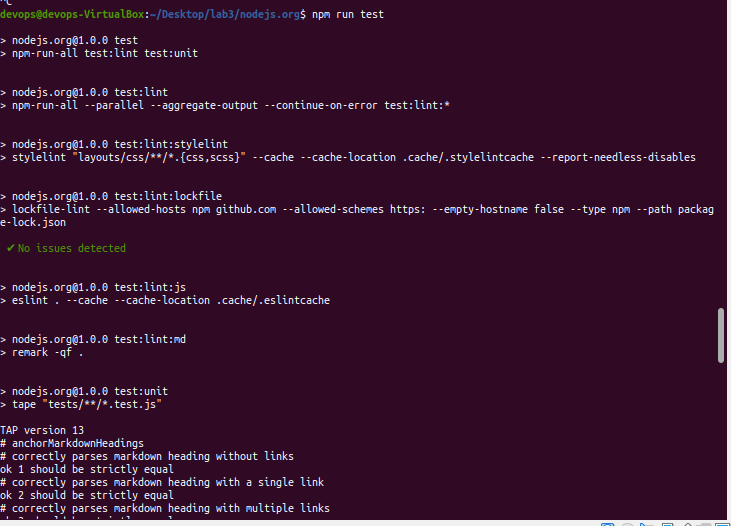 ^C
devops@devops-VirtualBox:~/Desktop/lab3/nodejs.org$ npm run test
> nodejs.org@1.0.0 test
> npm-run-all test:lint test:unit
> nodejs.org@1.0.0 test:lint
> npm-run-all --parallel --aggregate-output --continue-on-error test:lint:*
> nodejs.org@1.0.0 test:lint:stylelint
> stylelint "layouts/css/**/*.{css,scss}" --cache --cache-location .cache/.stylelintcache --report-needless-disables
> nodejs.org@1.0.0 test:lint:lockfile
> lockfile-lint --allowed-hosts npm github.com --allowed-schemes https: --empty-hostname false --type npm --path packag
e-lock.json
✔ No issues detected
> nodejs.org@1.0.0 test:lint:js
> eslint . --cache --cache-location .cache/.eslintcache
> nodejs.org@1.0.0 test:lint:md
> remark -qf .
> nodejs.org@1.0.0 test:unit
> tape "tests/**/*.test.js"
TAP version 13
# anchorMarkdownHeadings
# correctly parses markdown heading without links
ok 1 should be strictly equal
# correctly parses markdown heading with a single link
ok 2 should be strictly equal
# correctly parses markdown heading with multiple links